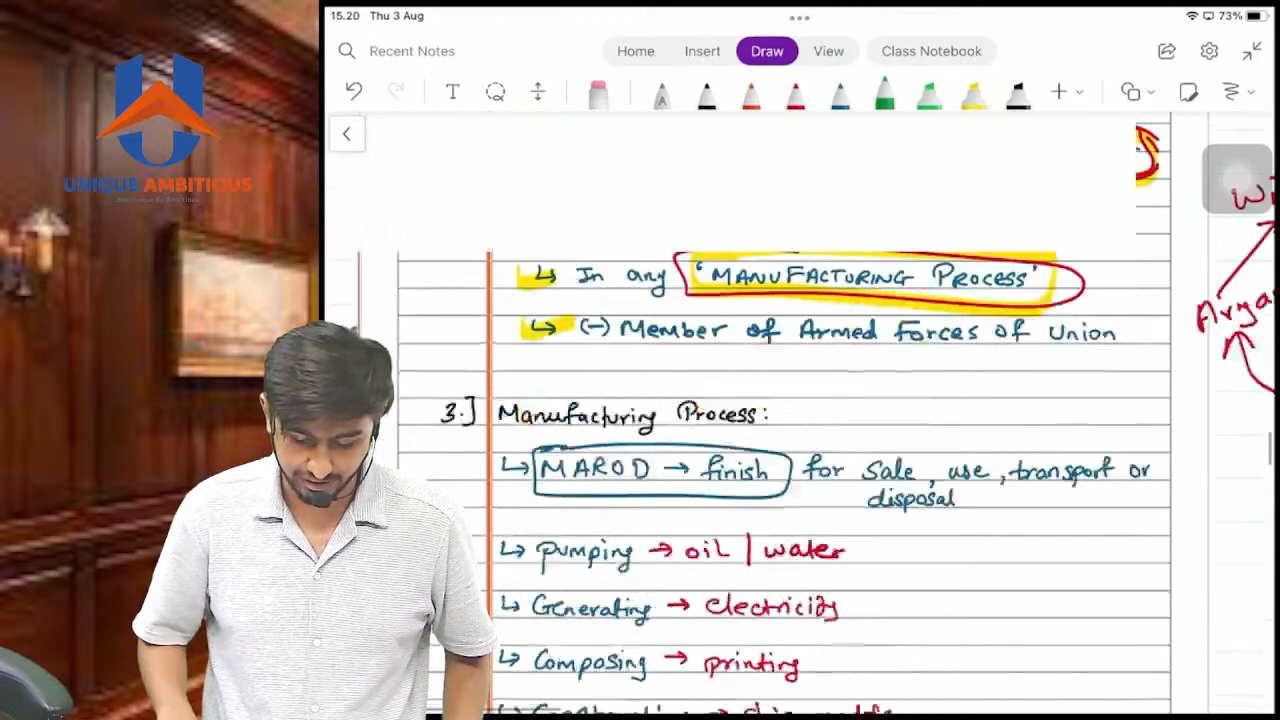 15.20 Thu 3 Aug
73%
Recent Notes
Home Insert Draw View Class Notebook
UNIQUE AMBITIOUS
↳ In any 'MANUFACTURING PROCESS'
↳ (-) Member of Armed Forces of Union
3.] Manufacturing Process:
↳ MAROD → finish for Sale, use, transport or
disposal
↳ Pumping → oil | water
↳ Generating → electricity
↳ Composing → printing